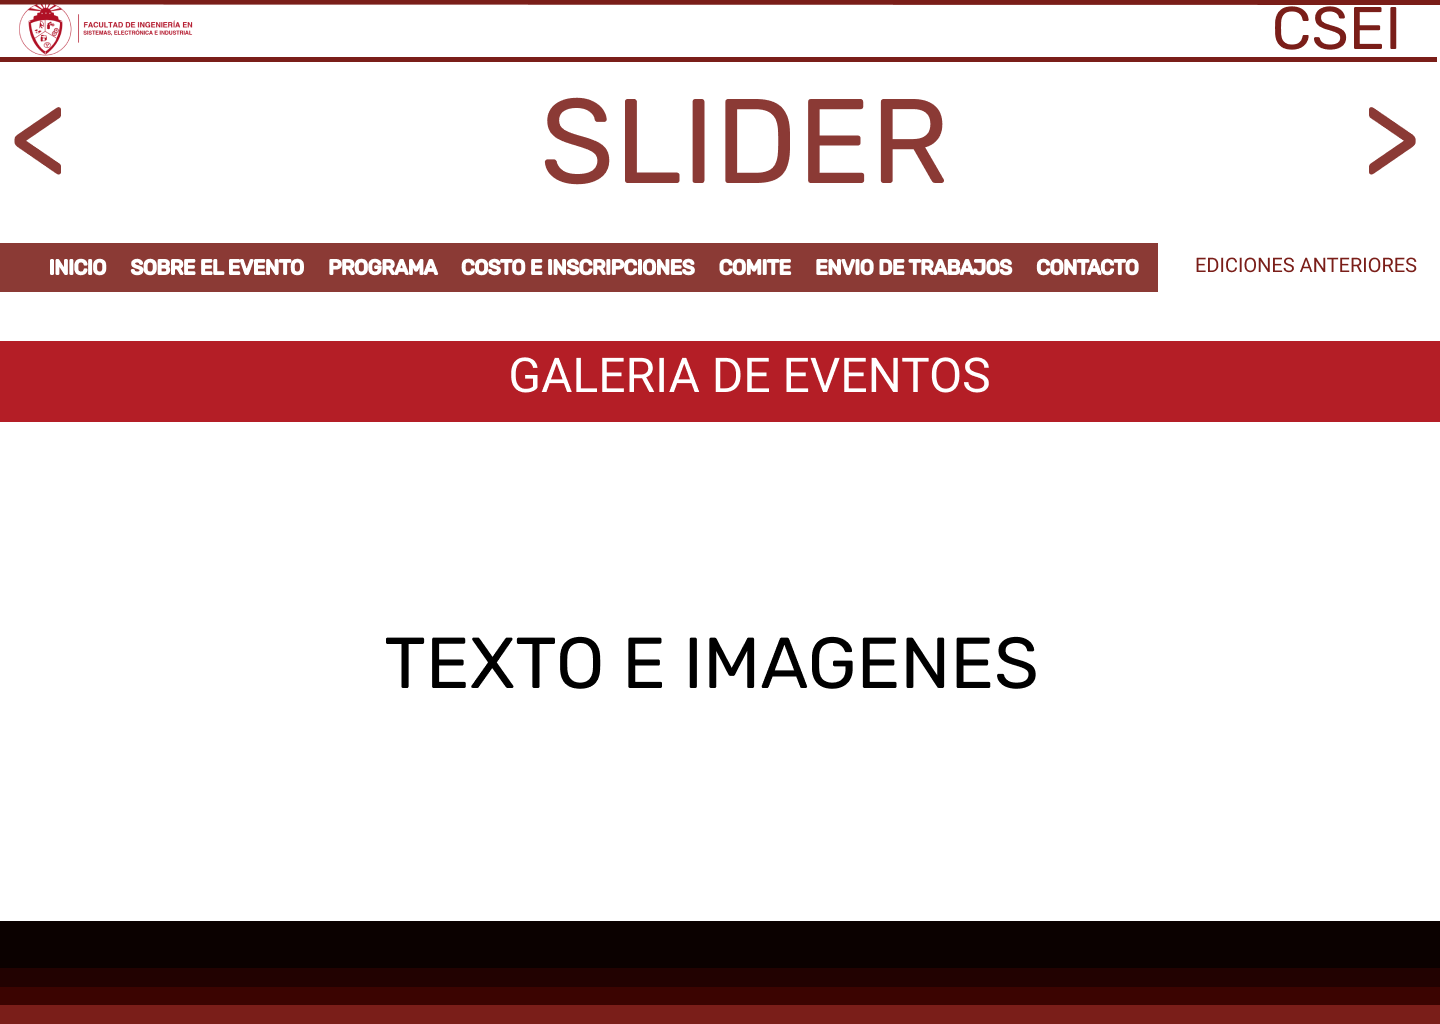 FACULTAD DE INGENIERÍA EN
SISTEMAS, ELECTRÓNICA E INDUSTRIAL
CSEI
< SLIDER >
INICIO SOBRE EL EVENTO PROGRAMA COSTO E INSCRIPCIONES COMITE ENVIO DE TRABAJOS CONTACTO EDICIONES ANTERIORES
GALERIA DE EVENTOS
TEXTO E IMAGENES